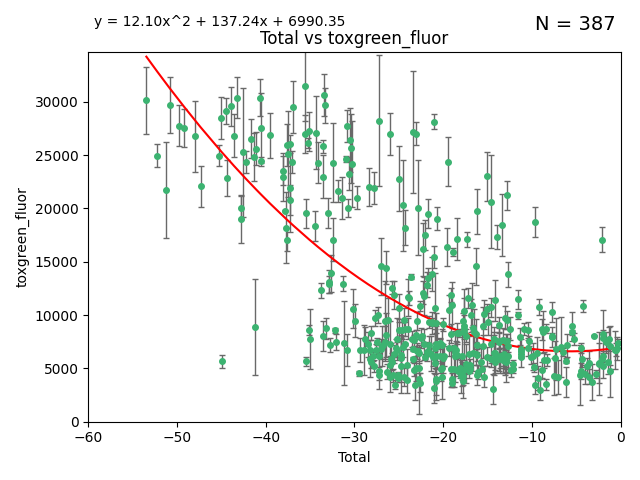 y = 12.10x^2 + 137.24x + 6990.35
N = 387
Total vs toxgreen_fluor
30000
25000
20000
15000
10000
5000
0
toxgreen_fluor
−60
−50
−40
−30
−20
−10
0
Total